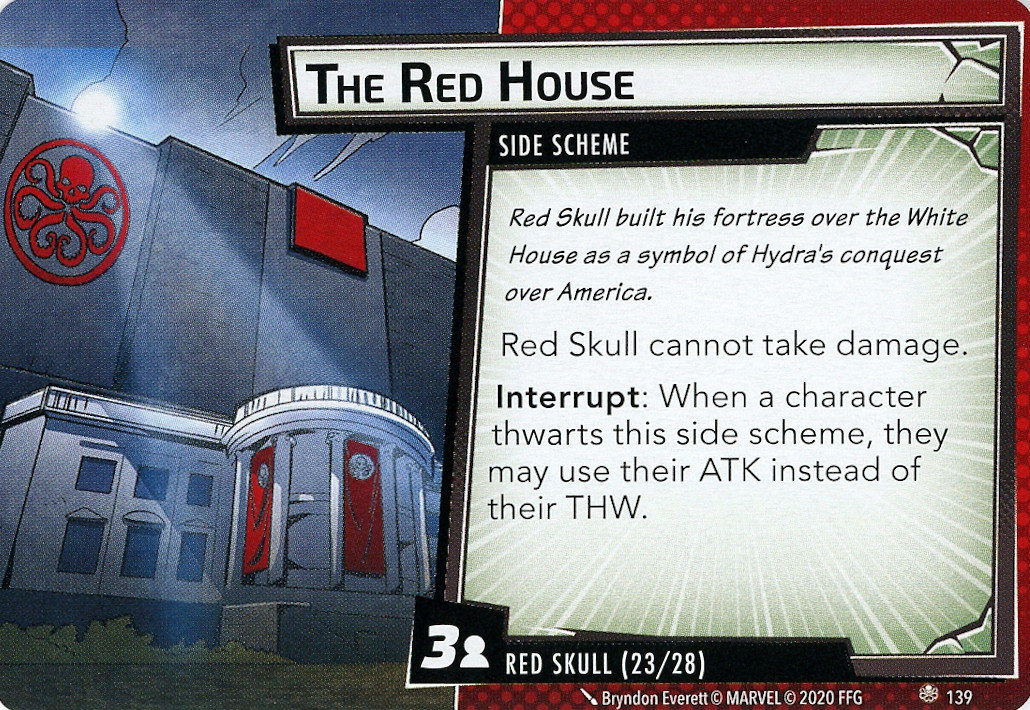 THE RED HOUSE
SIDE SCHEME
Red Skull built his fortress over the White
House as a symbol of Hydra's conquest
over America.
Red Skull cannot take damage.
Interrupt: When a character
thwarts this side scheme, they
may use their ATK instead of
their THW.
3
RED SKULL (23/28)
Bryndon Everett © MARVEL © 2020 FFG 139